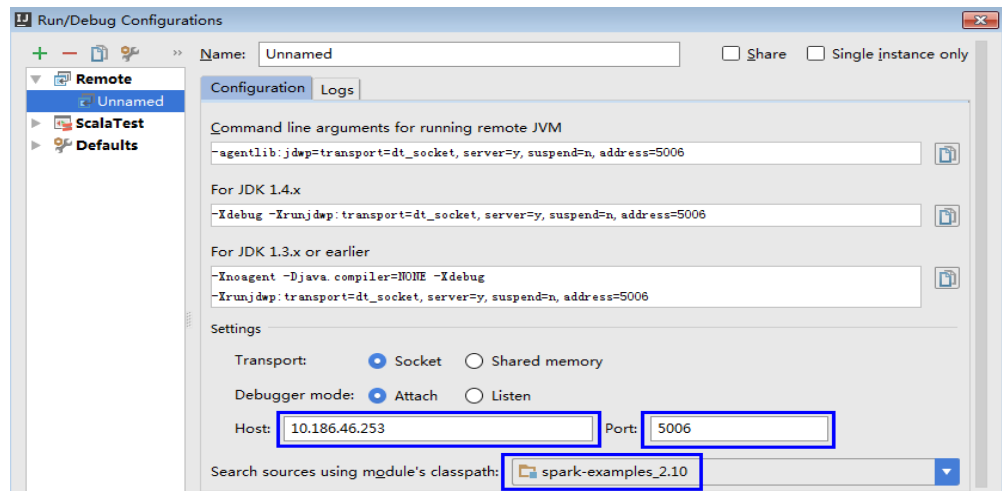 Run/Debug Configurations
Name: Unnamed Share Single instance only
Remote
Unnamed
ScalaTest
Defaults
Configuration Logs
Command line arguments for running remote JVM
-agentlib:jdwp=transport=dt_socket, server=y, suspend=n, address=5006
For JDK 1.4.x
-Xdebug -Xrunjdwp:transport=dt_socket, server=y, suspend=n, address=5006
For JDK 1.3.x or earlier
-Xnoagent -Djava.compiler=NONE -Xdebug
-Xrunjdwp:transport=dt_socket, server=y, suspend=n, address=5006
Settings
Transport: Socket Shared memory
Debugger mode: Attach Listen
Host: 10.186.46.253 Port: 5006
Search sources using module's classpath: spark-examples_2.10